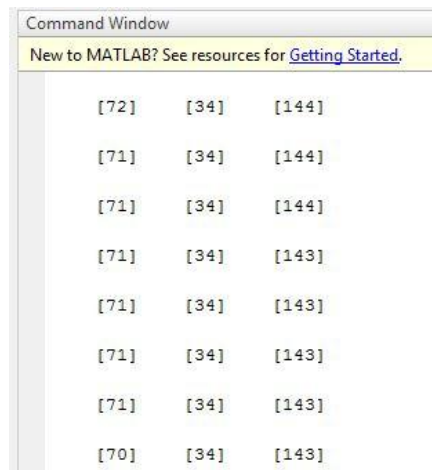 Command Window
New to MATLAB? See resources for Getting Started.
[72] [34] [144]
[71] [34] [144]
[71] [34] [144]
[71] [34] [143]
[71] [34] [143]
[71] [34] [143]
[71] [34] [143]
[70] [34] [143]